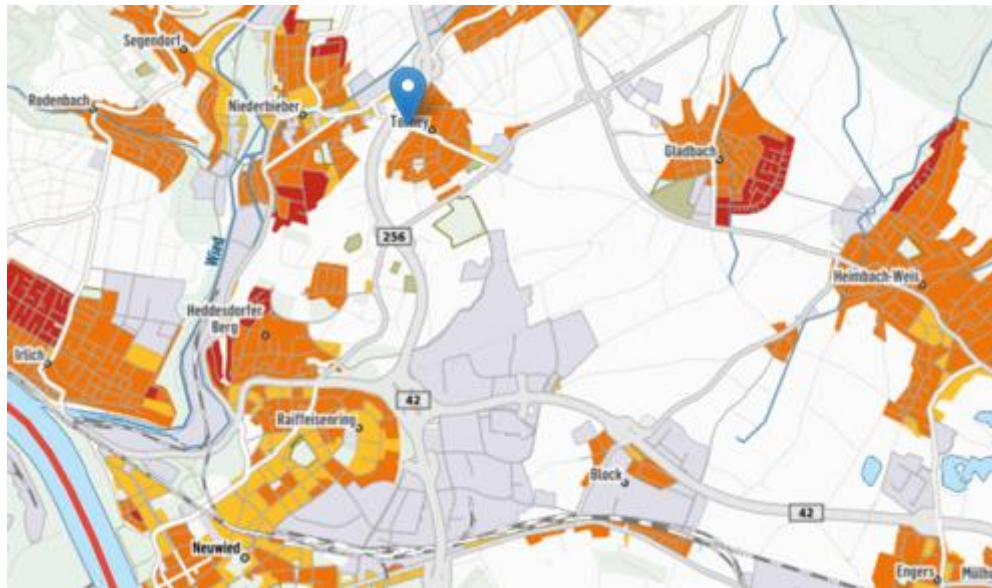 Segendorf
Rodenbach
Niederbieber
Gladbach
256
Wied
Heimbach-Weis
Heddesdorfer
Berg
Irlich
42
Raiffeisenring
Block
42
Neuwied
Engers